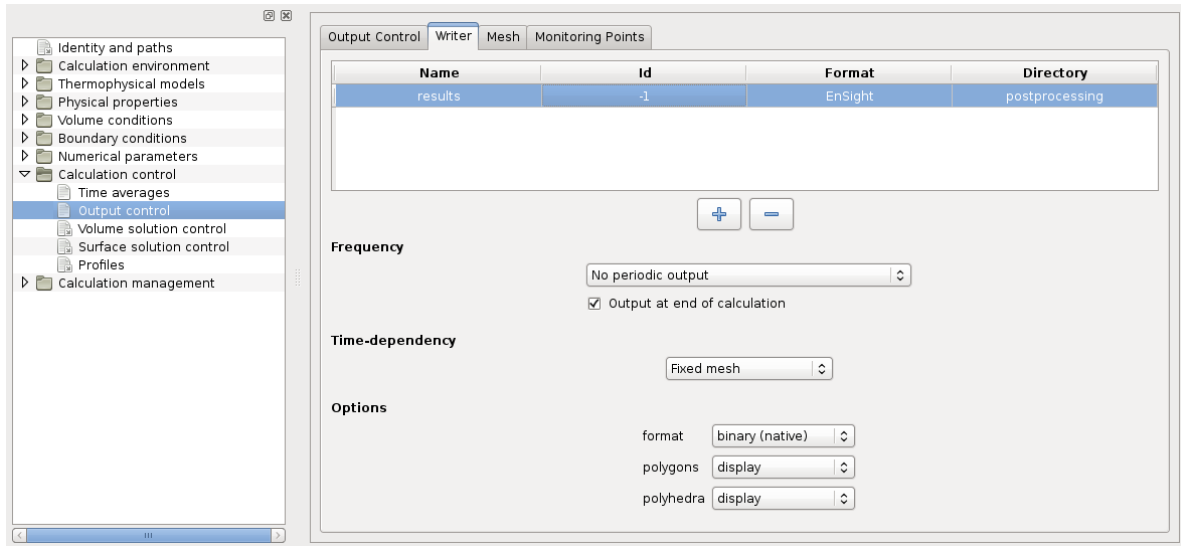 Identity and paths
Calculation environment
Thermophysical models
Physical properties
Volume conditions
Boundary conditions
Numerical parameters
Calculation control
Time averages
Output control
Volume solution control
Surface solution control
Profiles
Calculation management
Output Control Writer Mesh Monitoring Points
Name Id Format Directory
results -1 EnSight postprocessing
Frequency
No periodic output
Output at end of calculation
Time-dependency
Fixed mesh
Options
format binary (native)
polygons display
polyhedra display